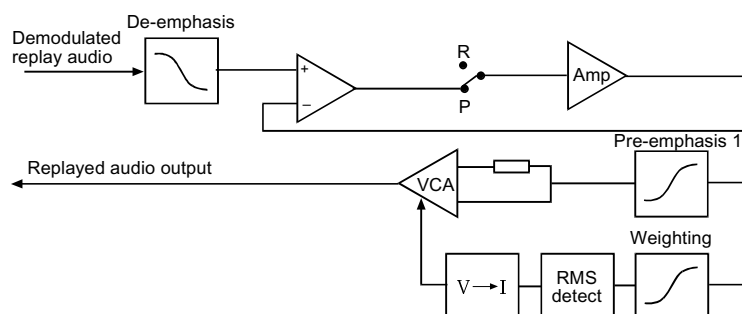 De-emphasis
Demodulated
replay audio
+
−
R
P
Amp
Pre-emphasis 1
Replayed audio output
VCA
Weighting
V→I
RMS
detect